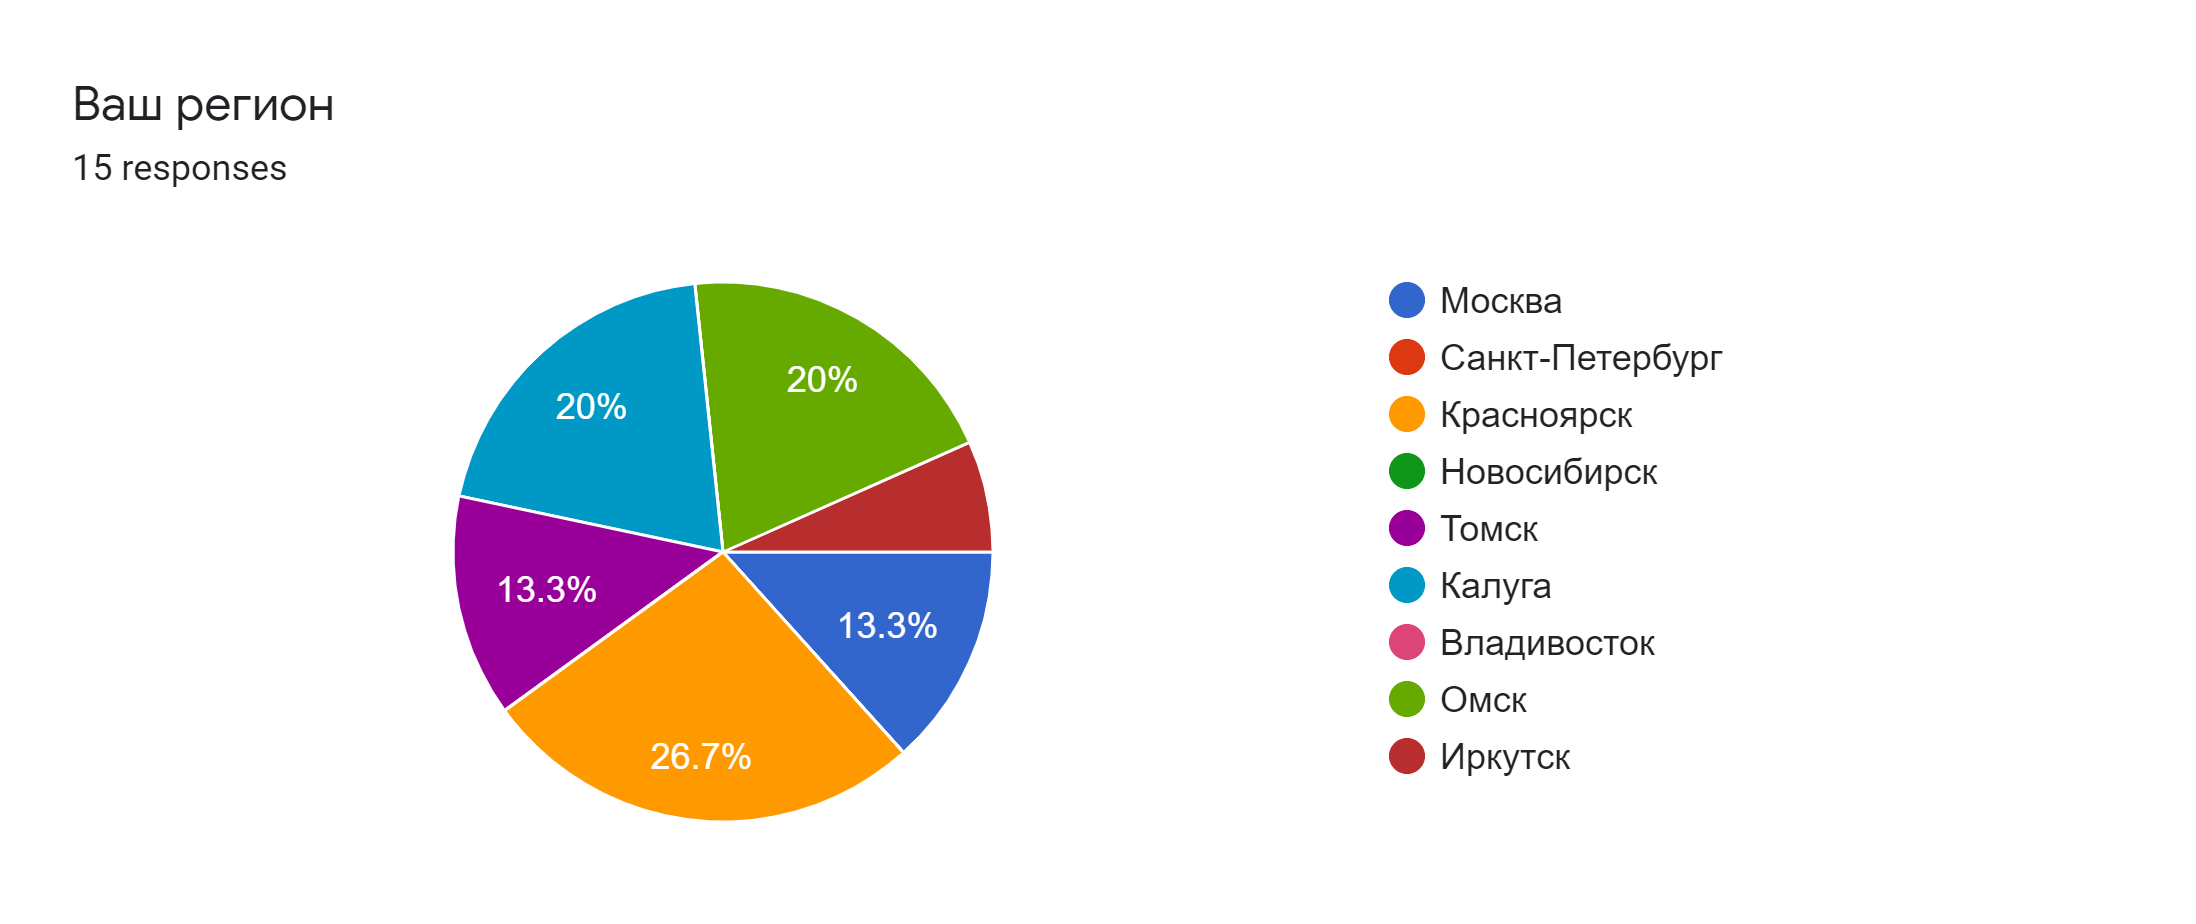 Ваш регион
15 responses
20%
20%
13.3%
13.3%
26.7%
Москва
Санкт-Петербург
Красноярск
Новосибирск
Томск
Калуга
Владивосток
Омск
Иркутск